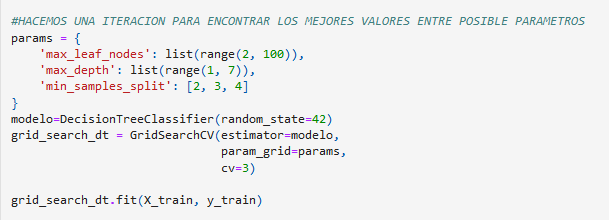 #HACEMOS UNA ITERACION PARA ENCONTRAR LOS MEJORES VALORES ENTRE POSIBLE PARAMETROS
params = {
    'max_leaf_nodes': list(range(2, 100)),
    'max_depth': list(range(1, 7)),
    'min_samples_split': [2, 3, 4]
}
modelo=DecisionTreeClassifier(random_state=42)
grid_search_dt = GridSearchCV(estimator=modelo,
                              param_grid=params,
                              cv=3)

grid_search_dt.fit(X_train, y_train)